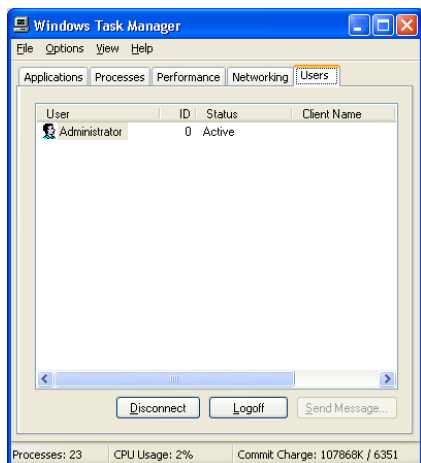 Windows Task Manager
File Options View Help
Applications Processes Performance Networking Users
User ID Status Client Name
Administrator 0 Active
Disconnect Logoff Send Message...
Processes: 23 CPU Usage: 2% Commit Charge: 107868K / 6351